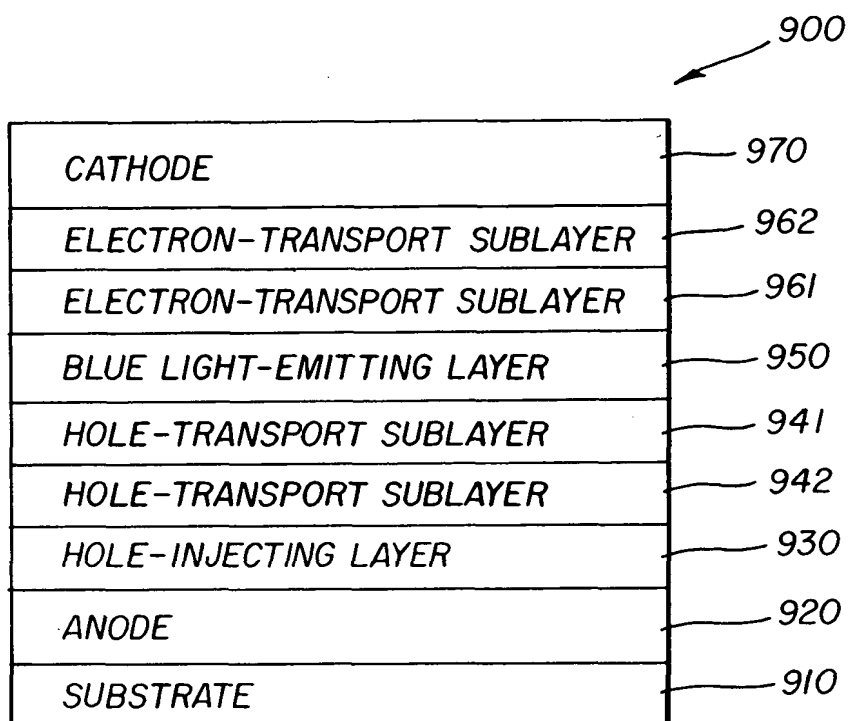 900
CATHODE 970
ELECTRON-TRANSPORT SUBLAYER 962
ELECTRON-TRANSPORT SUBLAYER 961
BLUE LIGHT-EMITTING LAYER 950
HOLE-TRANSPORT SUBLAYER 941
HOLE-TRANSPORT SUBLAYER 942
HOLE-INJECTING LAYER 930
ANODE 920
SUBSTRATE 910